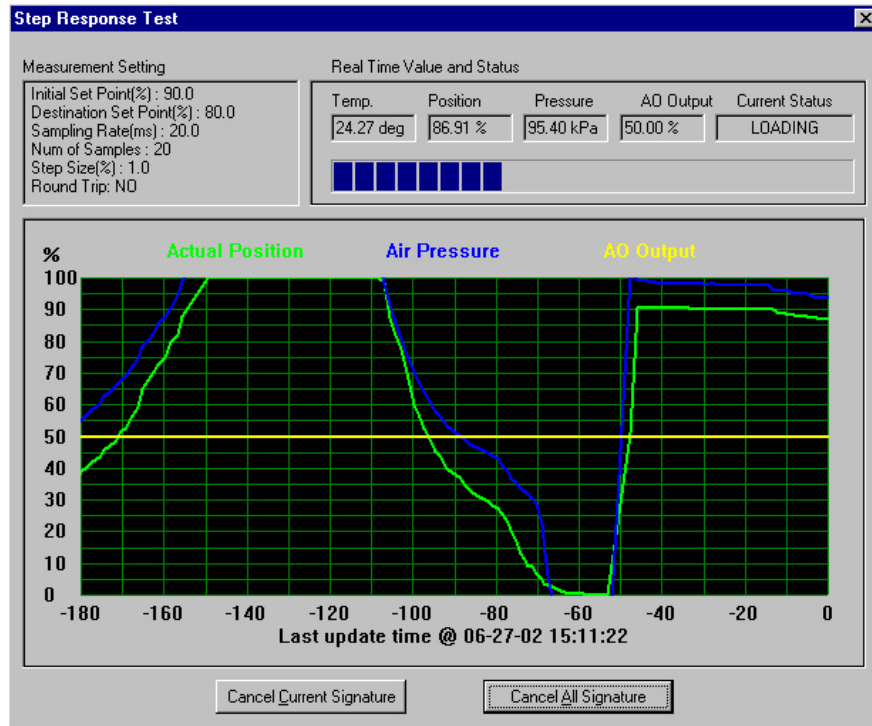 Step Response Test
Measurement Setting
Initial Set Point(%) : 90.0
Destination Set Point(%) : 80.0
Sampling Rate(ms) : 20.0
Num of Samples : 20
Step Size(%) : 1.0
Round Trip: NO
Real Time Value and Status
Temp. Position Pressure AO Output Current Status
24.27 deg 86.91 % 95.40 kPa 50.00 % LOADING
% Actual Position Air Pressure AO Output
100
90
80
70
60
50
40
30
20
10
0
-180 -160 -140 -120 -100 -80 -60 -40 -20 0
Last update time @ 06-27-02 15:11:22
Cancel Current Signature Cancel All Signature